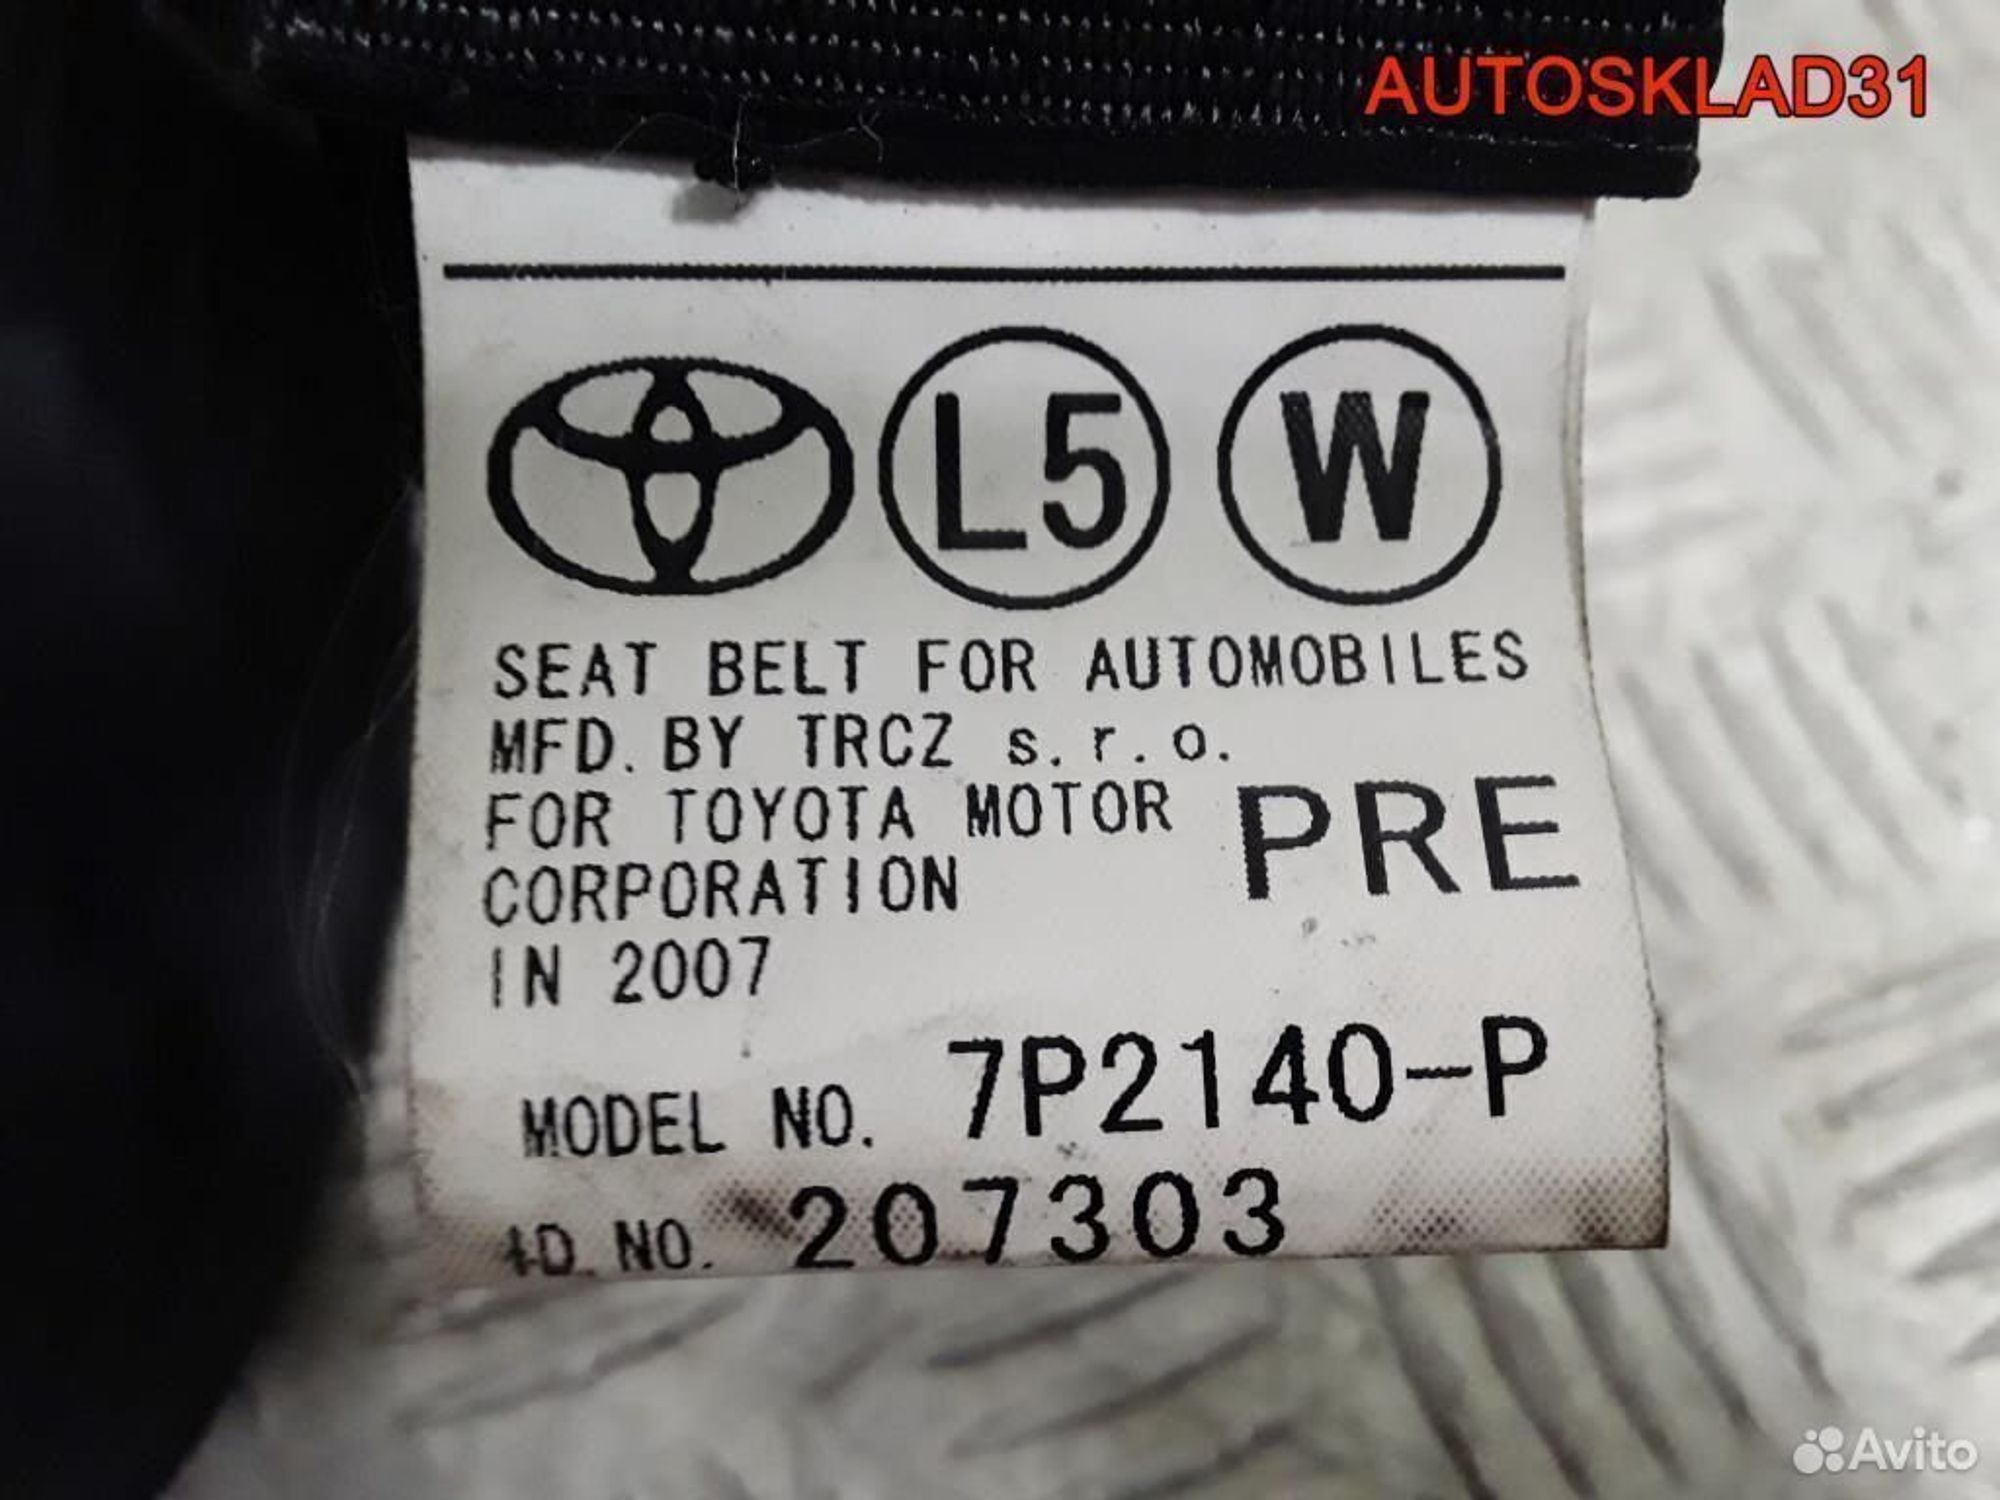 AUTOSKLAD31
L5 W
SEAT BELT FOR AUTOMOBILES
MFD. BY TRCZ s.r.o.
FOR TOYOTA MOTOR
CORPORATION
PRE
IN 2007
MODEL NO. 7P2140-P
ID NO. 207303
Avito